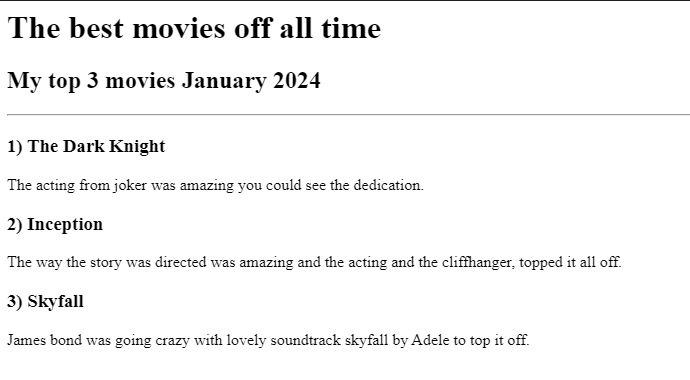 The best movies off all time
My top 3 movies January 2024
1) The Dark Knight
The acting from joker was amazing you could see the dedication.
2) Inception
The way the story was directed was amazing and the acting and the cliffhanger, topped it all off.
3) Skyfall
James bond was going crazy with lovely soundtrack skyfall by Adele to top it off.